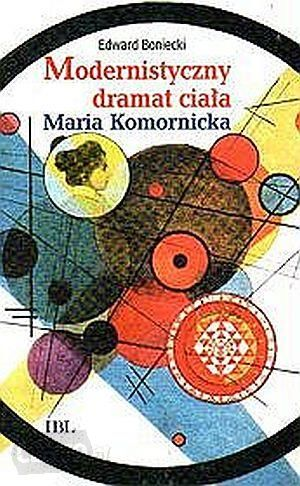 Edward Boniecki
Modernistyczny
dramat ciała
Maria Komornicka
IBL